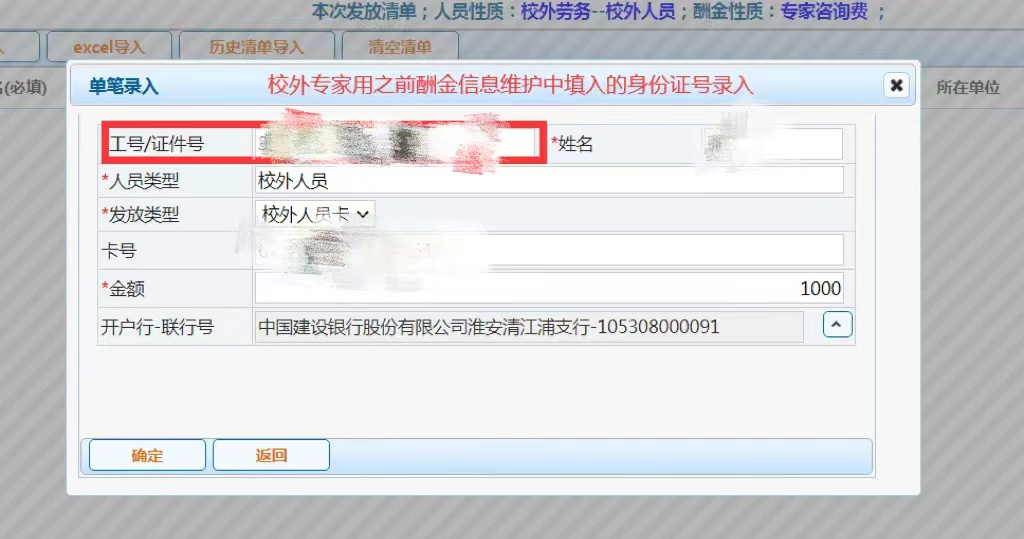 本次发放清单；人员性质：校外劳务--校外人员；酬金性质：专家咨询费 ；
excel导入 历史清单导入 清空清单
(必填) 所在单位
单笔录入 校外专家用之前酬金信息维护中填入的身份证号录入
工号/证件号 *姓名
*人员类型 校外人员
*发放类型 校外人员卡
卡号
*金额 1000
开户行-联行号 中国建设银行股份有限公司淮安清江浦支行-105308000091
确定 返回